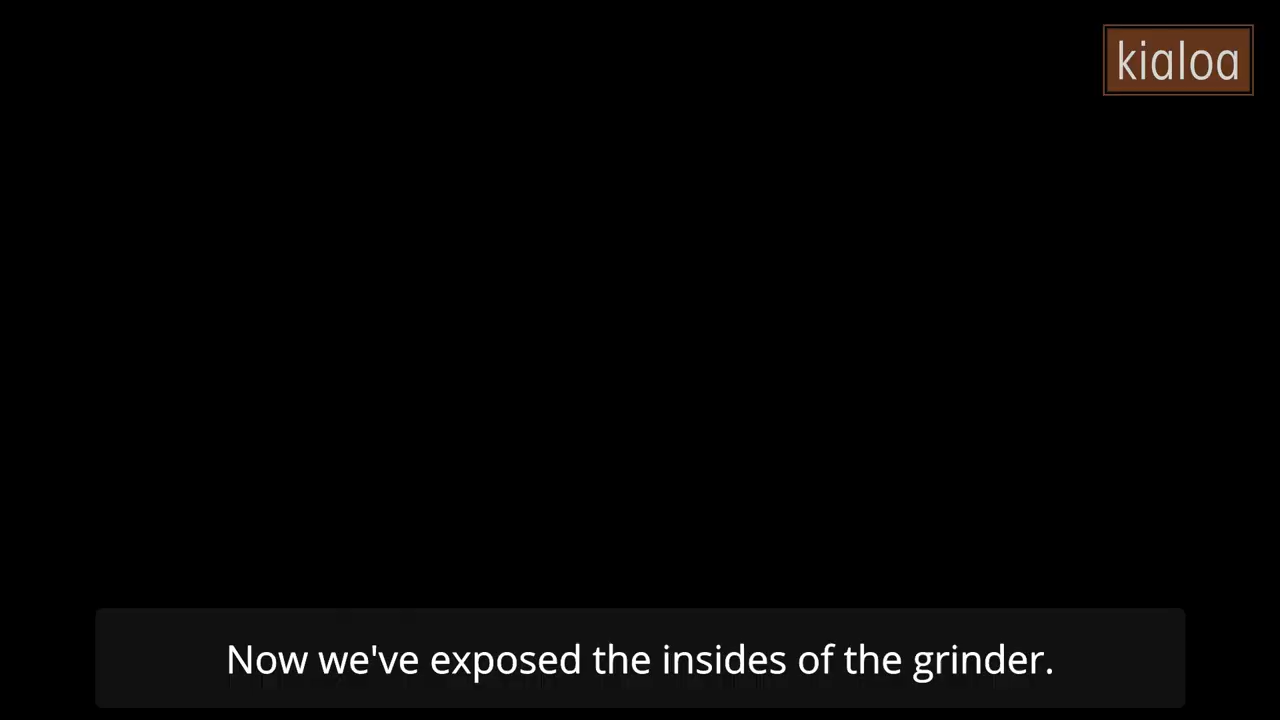 kialoa
Now we've exposed the insides of the grinder.